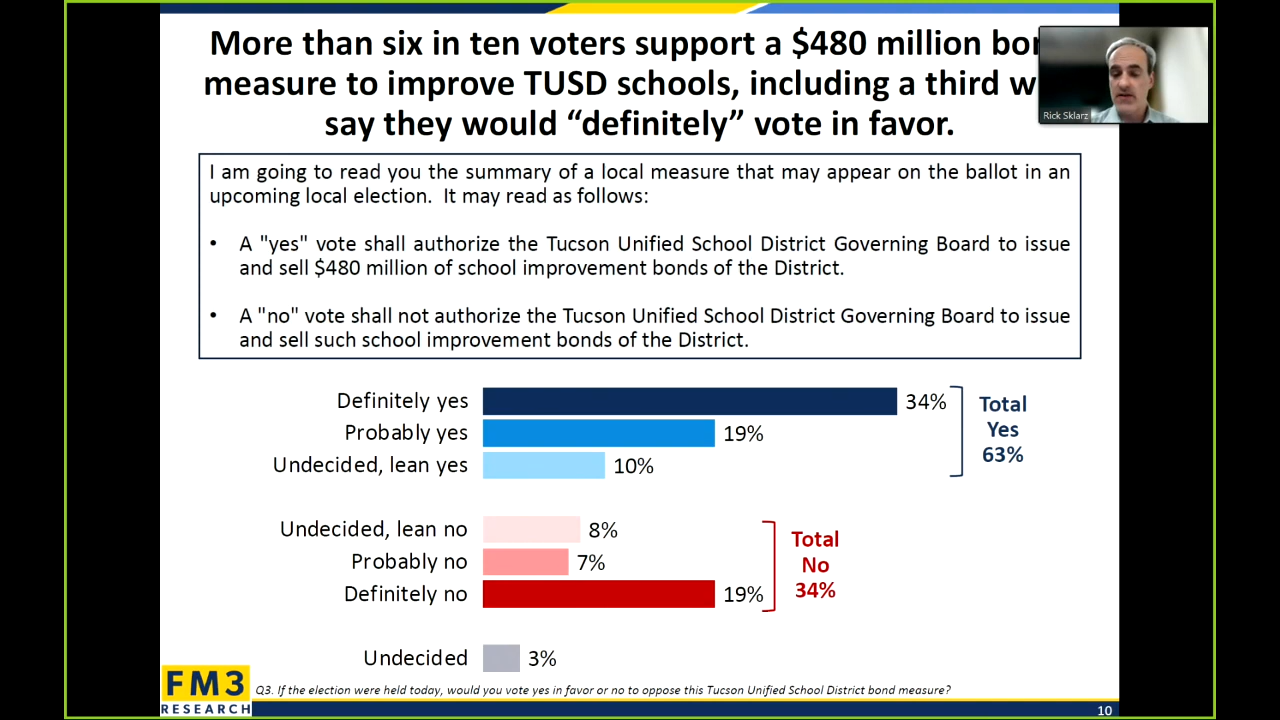 More than six in ten voters support a $480 million
measure to improve TUSD schools, including a third
say they would “definitely” vote in favor.
Rick Sklarz
I am going to read you the summary of a local measure that may appear on the ballot in an
upcoming local election. It may read as follows:
• A "yes" vote shall authorize the Tucson Unified School District Governing Board to issue
and sell $480 million of school improvement bonds of the District.
• A "no" vote shall not authorize the Tucson Unified School District Governing Board to issue
and sell such school improvement bonds of the District.
Definitely yes 34%
Probably yes 19%
Undecided, lean yes 10%
Total
Yes
63%
Undecided, lean no 8%
Probably no 7%
Definitely no 19%
Total
No
34%
Undecided 3%
FM3
RESEARCH
Q3. If the election were held today, would you vote yes in favor or no to oppose this Tucson Unified School District bond measure?
10